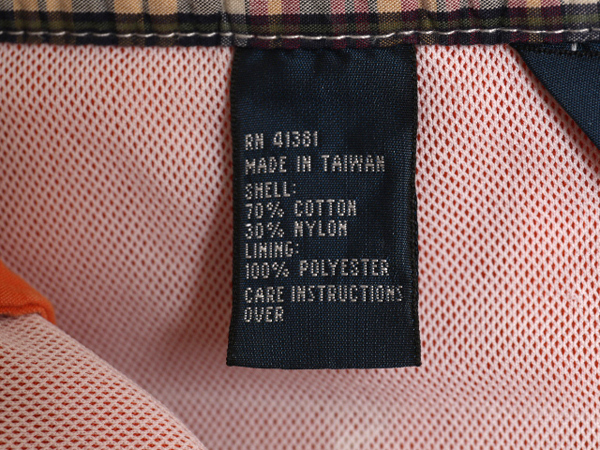 RN 41381
MADE IN TAIWAN
SHELL:
70% COTTON
30% NYLON
LINING:
100% POLYESTER
CARE INSTRUCTIONS
OVER